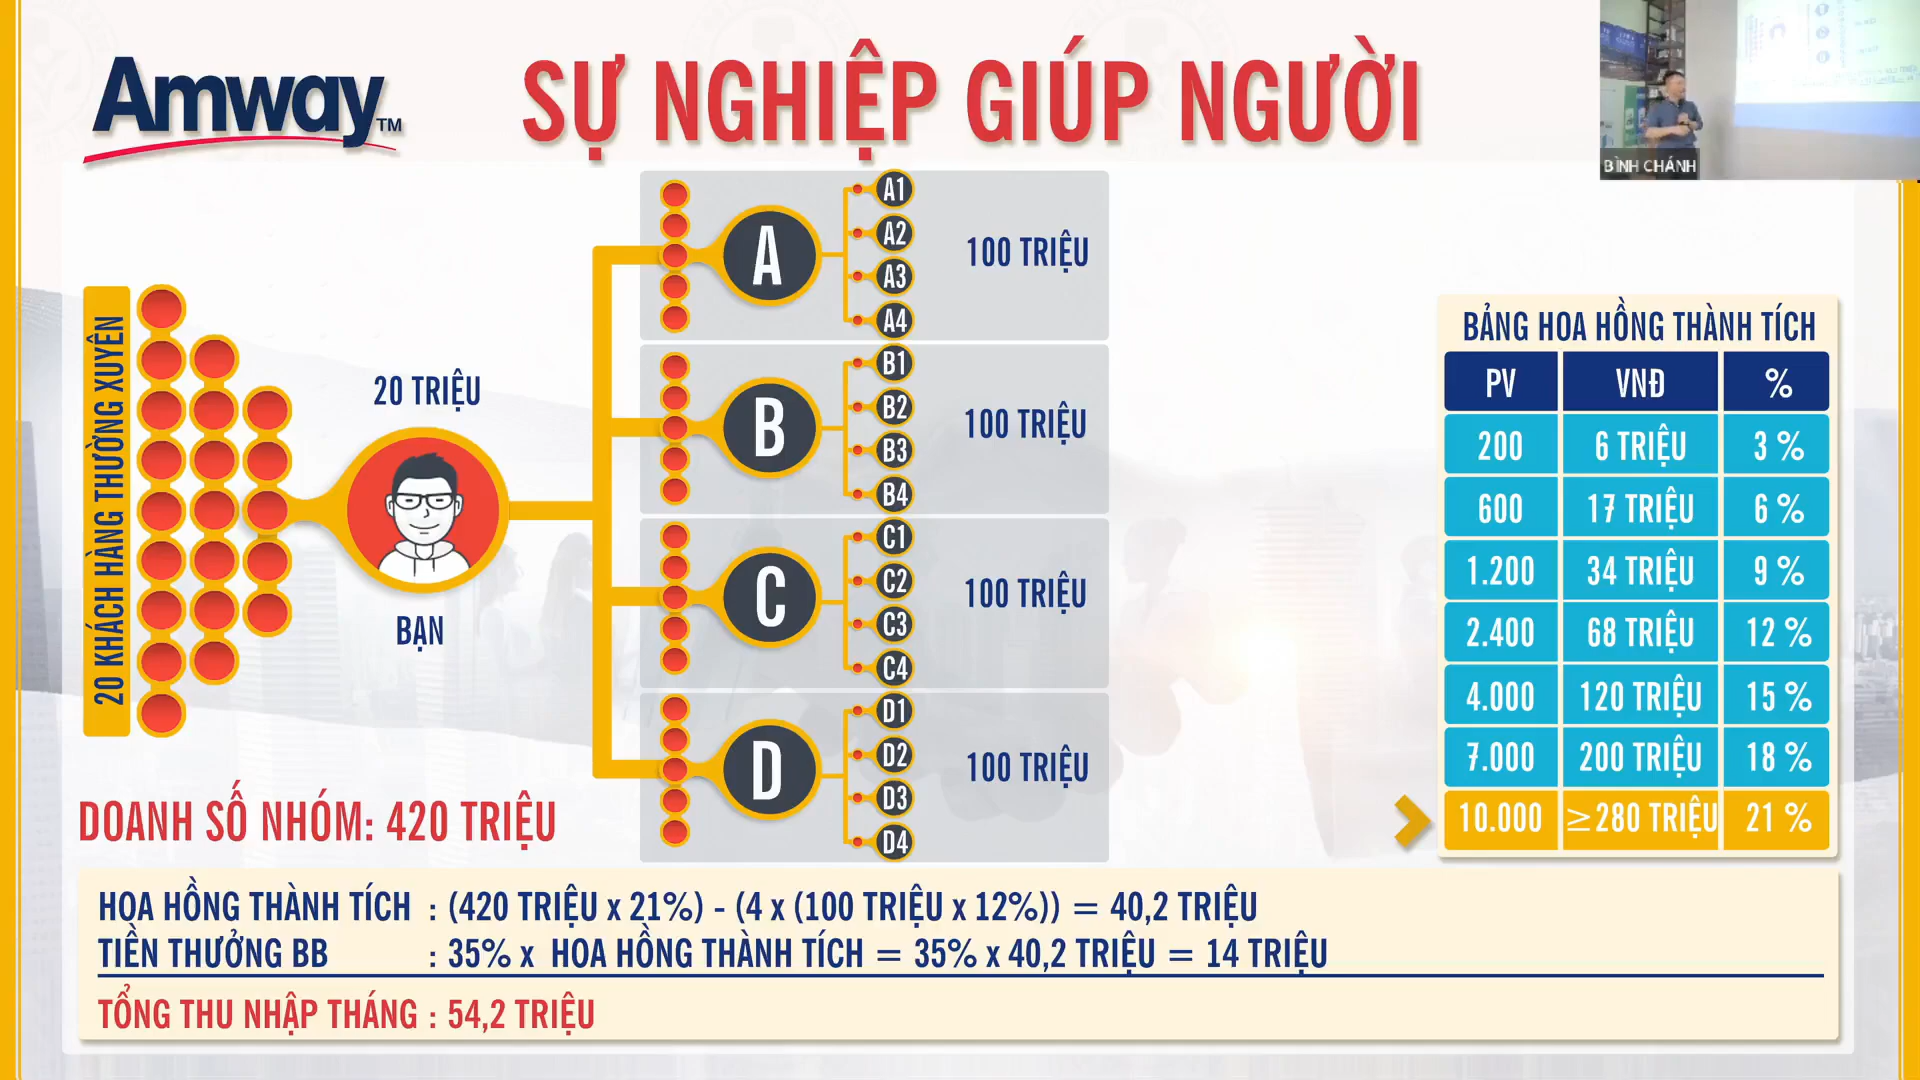 Amway™
SỰ NGHIỆP GIÚP NGƯỜI
BÌNH CHÁNH
20 KHÁCH HÀNG THƯỜNG XUYÊN
20 TRIỆU
BẠN
A
A1
A2
A3
A4
100 TRIỆU
B
B1
B2
B3
B4
100 TRIỆU
C
C1
C2
C3
C4
100 TRIỆU
D
D1
D2
D3
D4
100 TRIỆU
DOANH SỐ NHÓM: 420 TRIỆU
BẢNG HOA HỒNG THÀNH TÍCH
PV VNĐ %
200 6 TRIỆU 3 %
600 17 TRIỆU 6 %
1.200 34 TRIỆU 9 %
2.400 68 TRIỆU 12 %
4.000 120 TRIỆU 15 %
7.000 200 TRIỆU 18 %
10.000 ≥280 TRIỆU 21 %
HOA HỒNG THÀNH TÍCH : (420 TRIỆU x 21%) - (4 x (100 TRIỆU x 12%)) = 40,2 TRIỆU
TIỀN THƯỞNG BB : 35% x HOA HỒNG THÀNH TÍCH = 35% x 40,2 TRIỆU = 14 TRIỆU
TỔNG THU NHẬP THÁNG : 54,2 TRIỆU